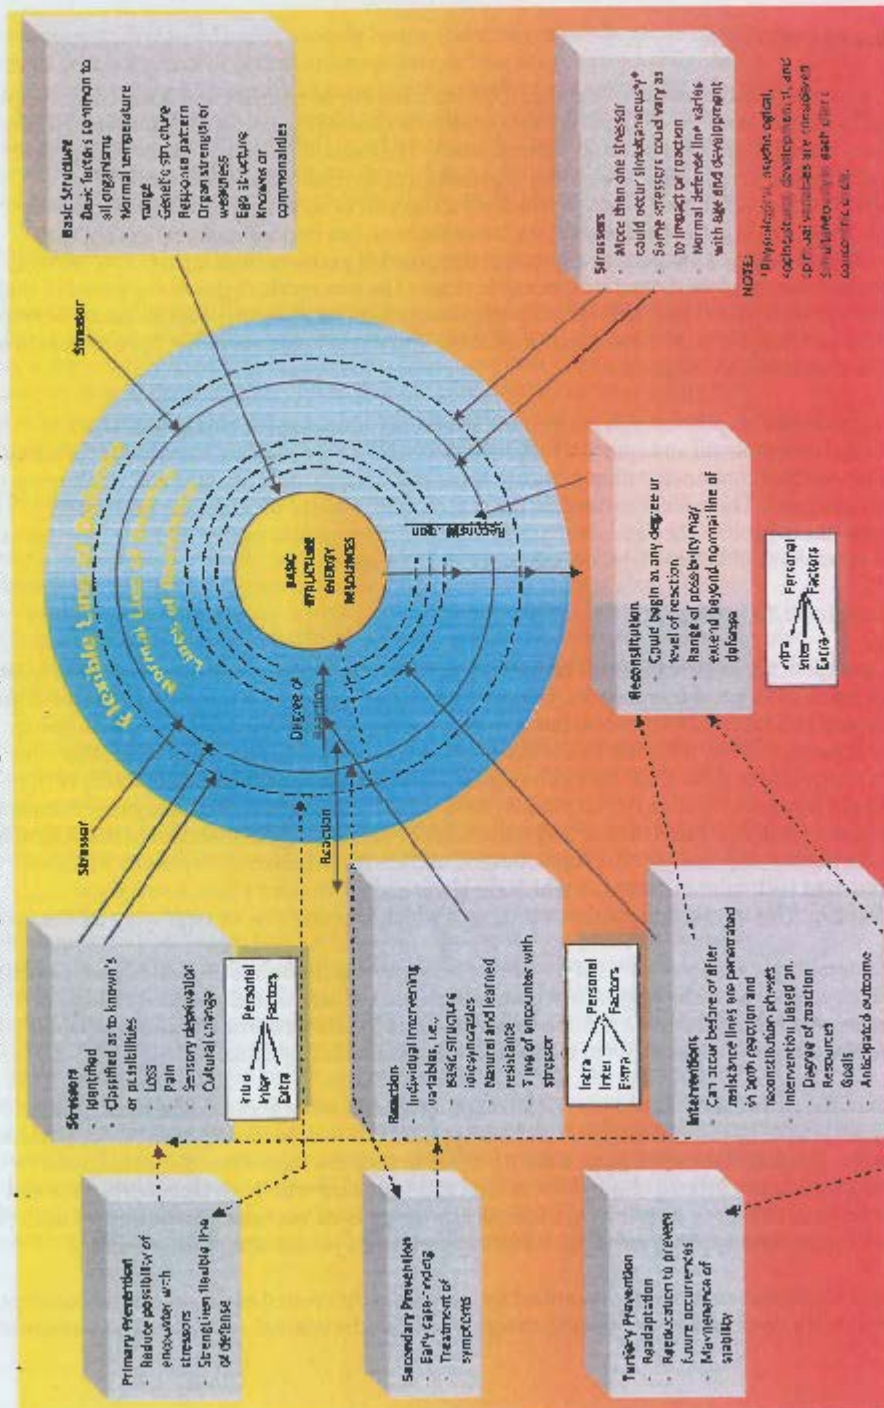 Primary Prevention
- Reduce possibility of
encounter with
stressors
- Strengthen flexible line
of defense
Secondary Prevention
- Early case-finding
- Treatment of
symptoms
Tertiary Prevention
- Readaptation
- Reeducation to prevent
future occurrences
- Maintenance of
stability
Stressors
- Identified
- Classified as to known's
or possibilities
- Loss
- Pain
- Sensory deprivation
- Cultural change
Intra
Inter
Extra
Personal
Factors
Reaction
- Individual intervening
variables, i.e.,
- Basic structure
idiosyncrasies
- Natural and learned
resistance
- Time of encounter with
stressor
Intra
Inter
Extra
Personal
Factors
Interventions
- Can occur before or after
resistance lines are penetrated
in both reaction and
reconstitution phases
- Intervention based on:
- Degree of reaction
- Resources
- Goals
- Anticipated outcome
Stressor
Stressor
Reaction
Degree of
Reaction
Flexible Line of Defense
Normal Line of Defense
Lines of Resistance
BASIC
STRUCTURE
ENERGY
RESOURCES
Reconstitution
Reconstitution
- Could begin at any degree or
level of reaction
- Range of possibility may
extend beyond normal line of
defense
Intra
Inter
Extra
Personal
Factors
Basic Structure
- Basic factors common to
all organisms
- Normal temperature
range
- Genetic structure
- Response pattern
- Organ strength or
weakness
- Ego structure
- Knowns or
commonalities
Stressors
- More than one stressor
could occur simultaneously*
- Same stressors could vary as
to impact or reaction
- Normal defense line varies
with age and development
NOTE:
*Physiological, psychological,
sociocultural, developmental, and
spiritual variables are considered
simultaneously in each client
concentric circle.